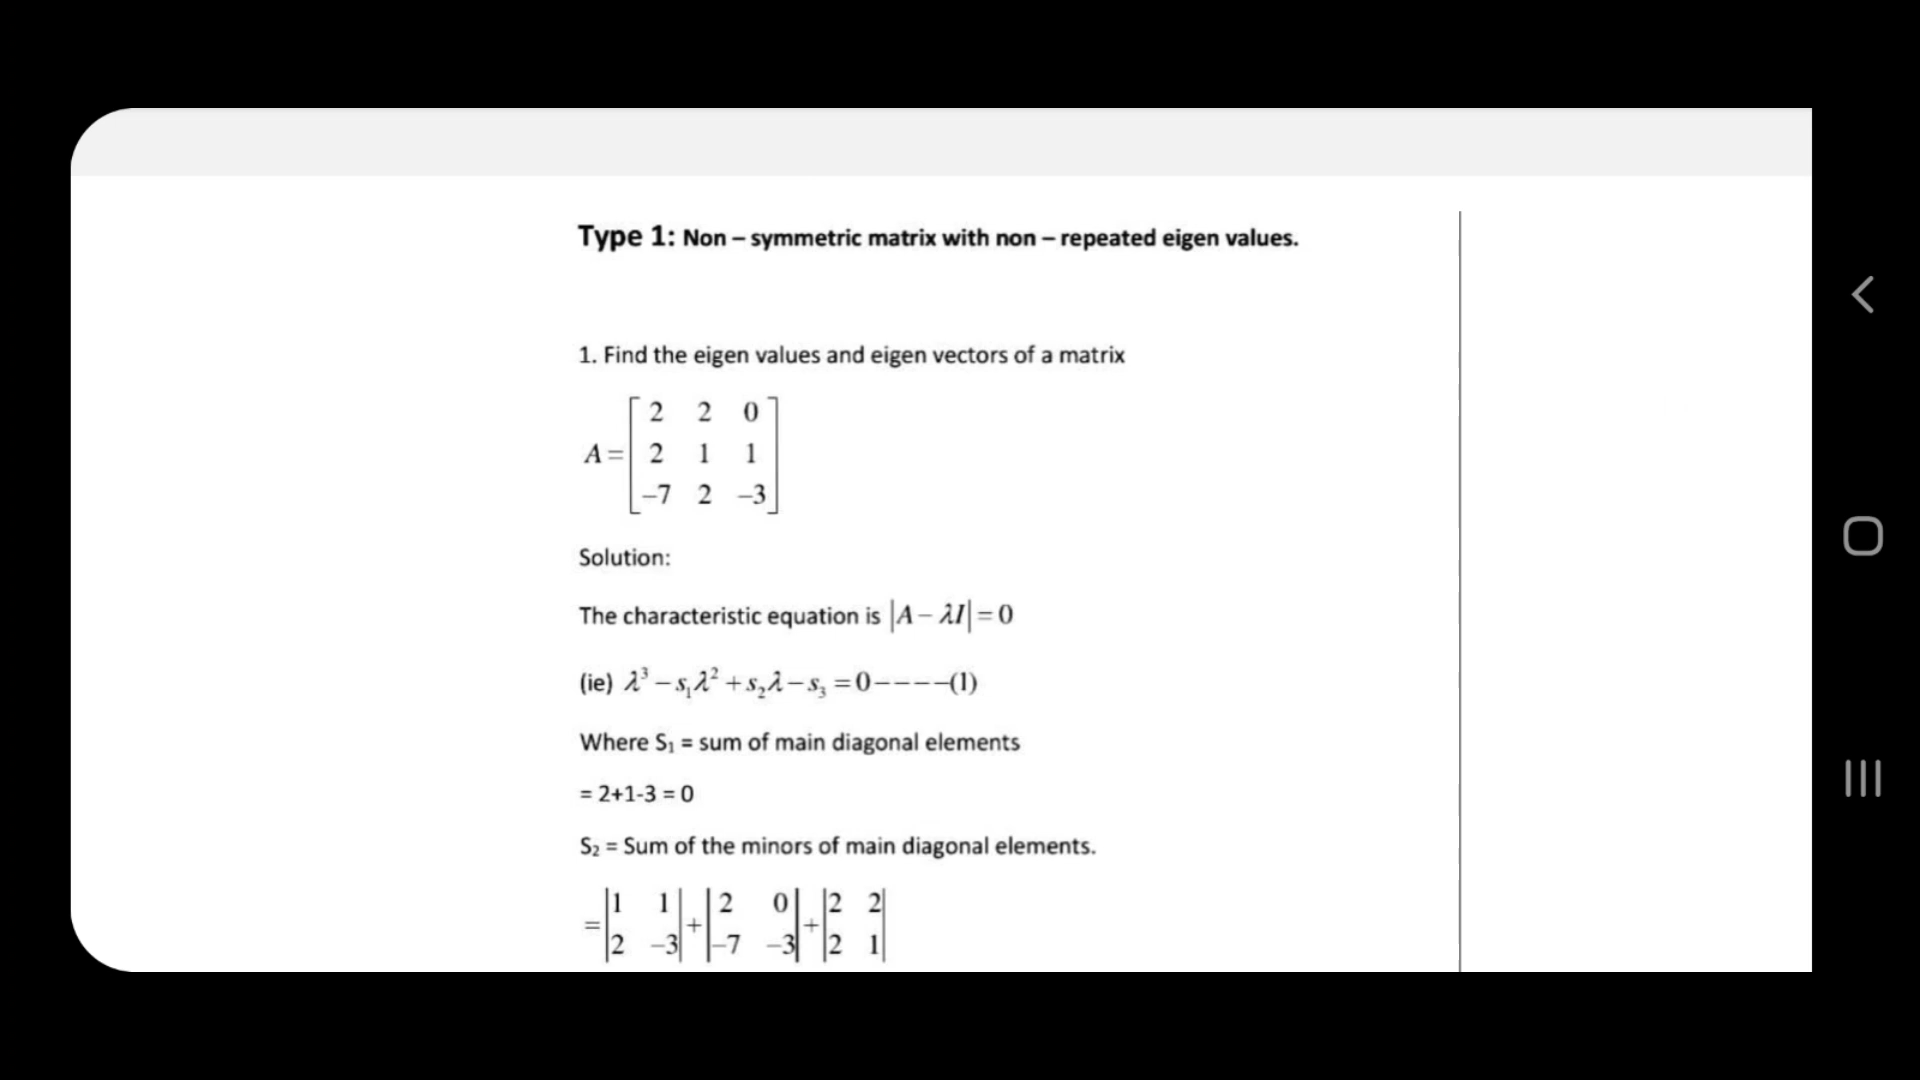 Type 1: Non – symmetric matrix with non – repeated eigen values.
1. Find the eigen values and eigen vectors of a matrix
A = [ 2 2 0
2 1 1
–7 2 –3 ]
Solution:
The characteristic equation is |A – λI| = 0
(ie) λ³ – s₁λ² + s₂λ – s₃ = 0 – – – –(1)
Where S₁ = sum of main diagonal elements
= 2+1-3 = 0
S₂ = Sum of the minors of main diagonal elements.
= |1 1| + |2 0| + |2 2|
|2 –3| |–7 –3| |2 1|